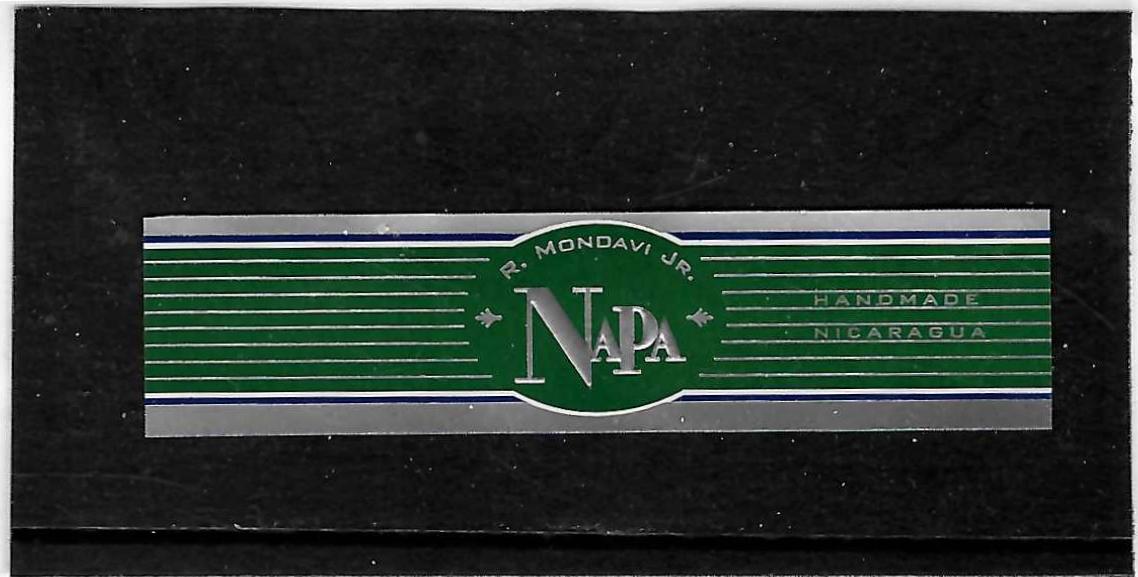 R. MONDAVI JR.
NAPA
HANDMADE
NICARAGUA